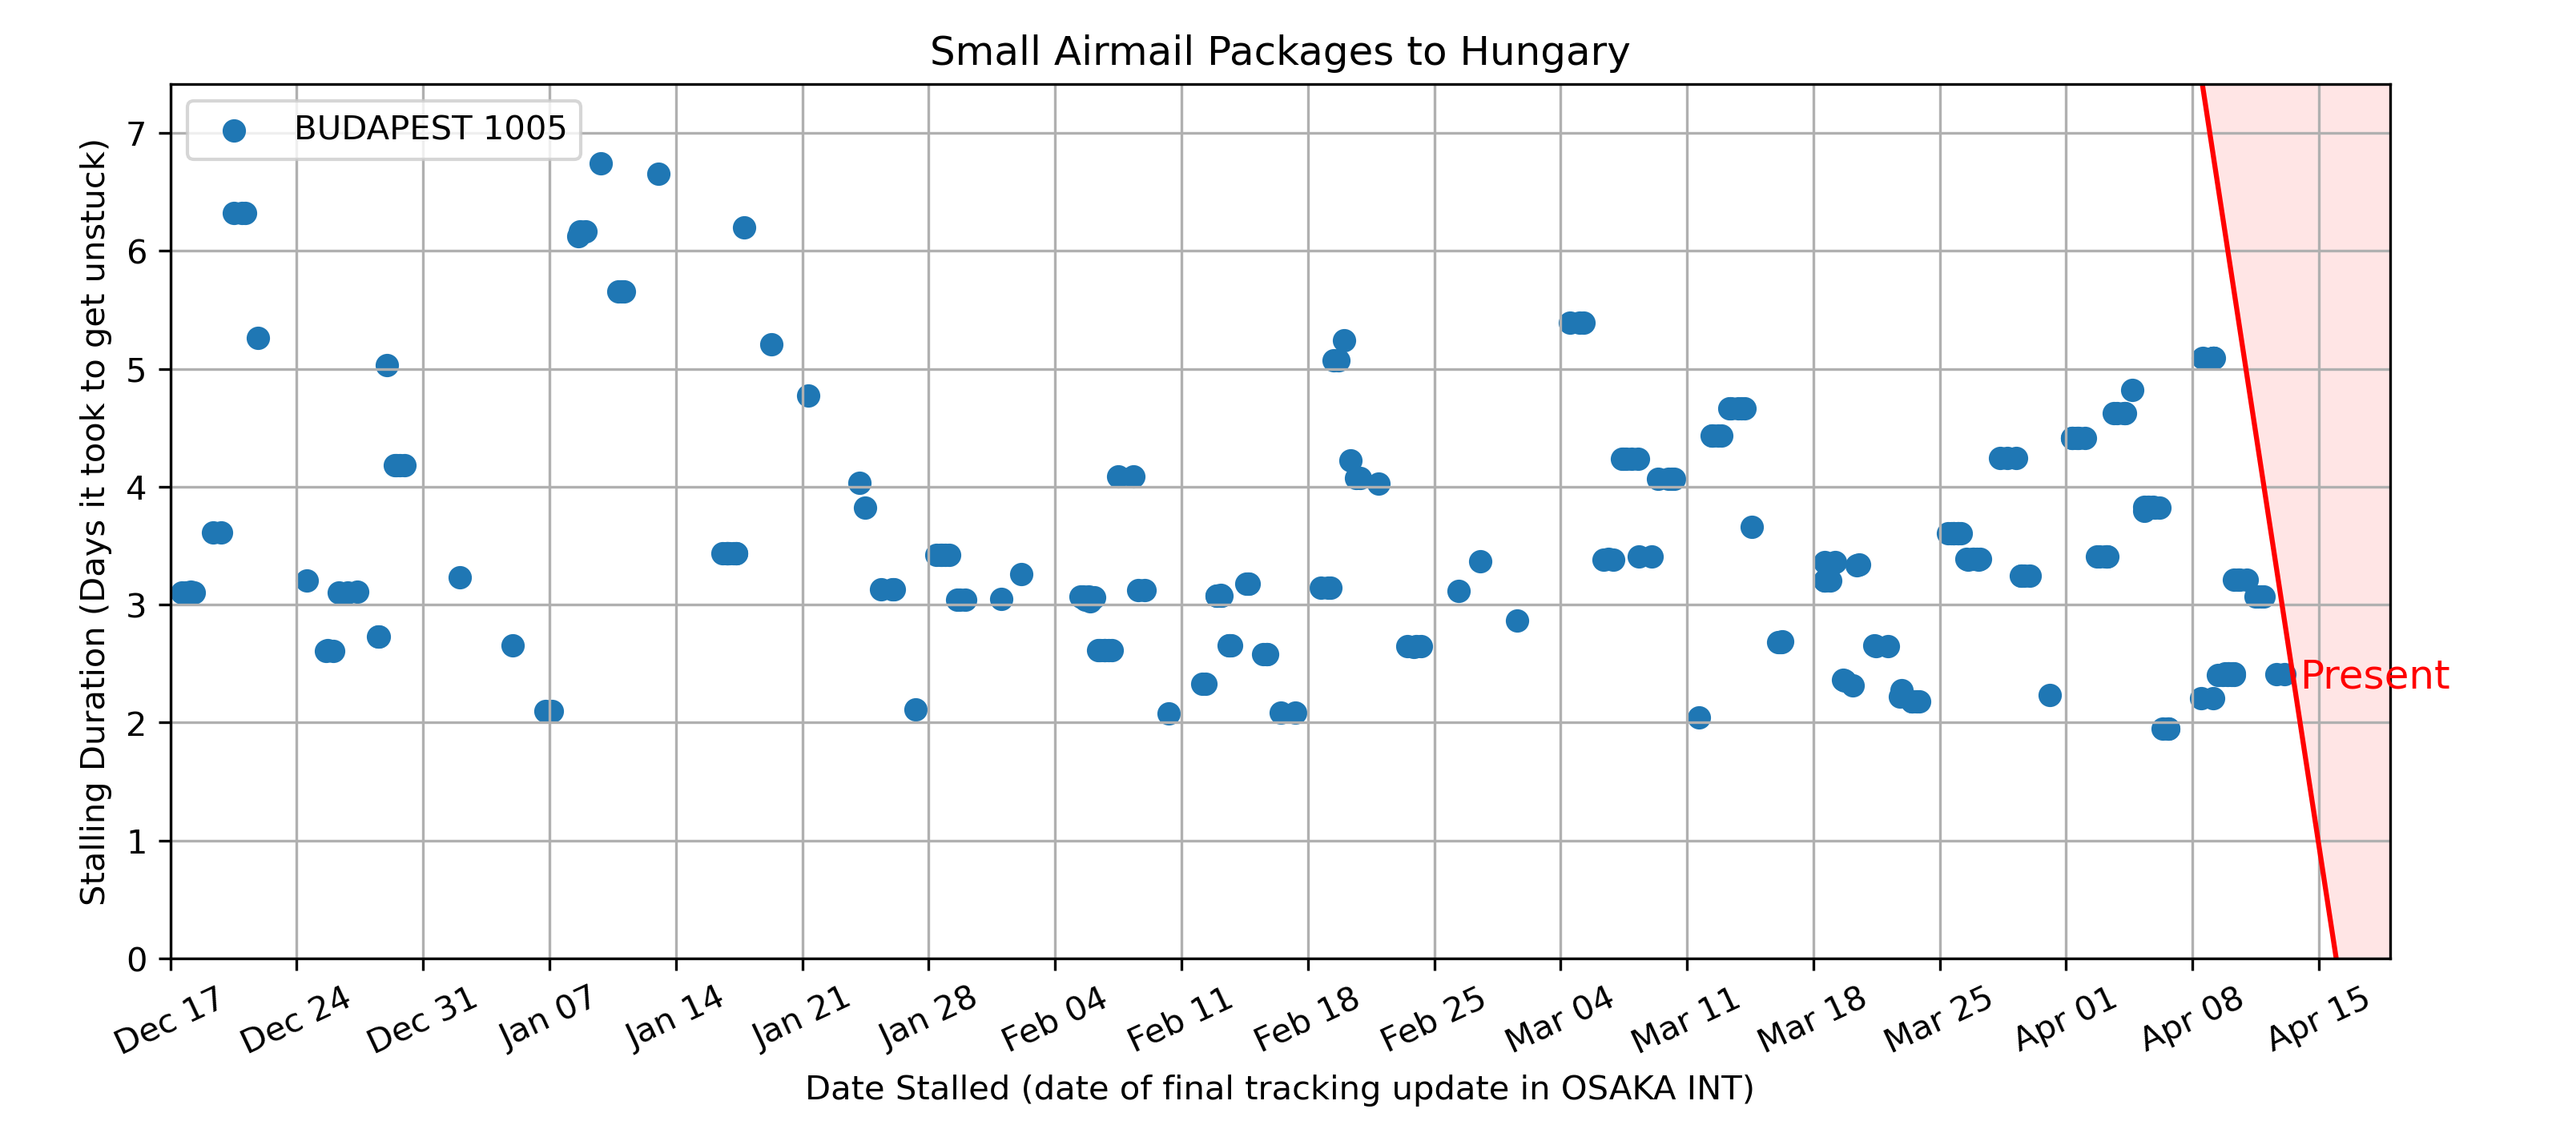 Small Airmail Packages to Hungary
BUDAPEST 1005
Stalling Duration (Days it took to get unstuck)
7
6
5
4
3
2
1
0
Present
Dec 17
Dec 24
Dec 31
Jan 07
Jan 14
Jan 21
Jan 28
Feb 04
Feb 11
Feb 18
Feb 25
Mar 04
Mar 11
Mar 18
Mar 25
Apr 01
Apr 08
Apr 15
Date Stalled (date of final tracking update in OSAKA INT)